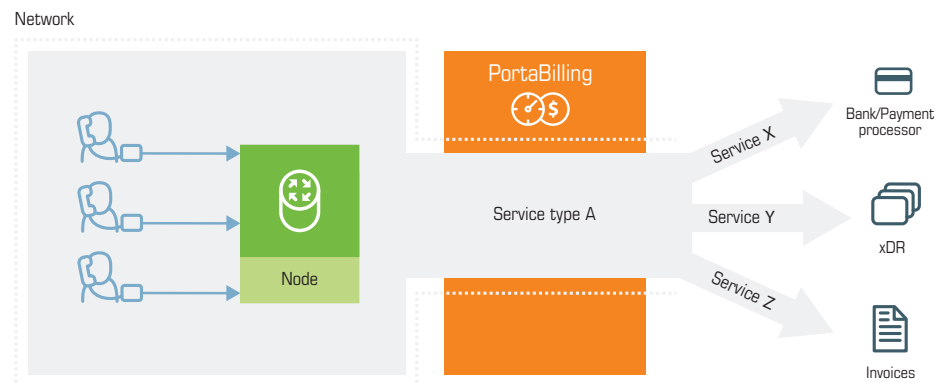 Network
PortaBilling
$
Bank/Payment
processor
Service X
Service type A
Service Y
xDR
Node
Service Z
Invoices